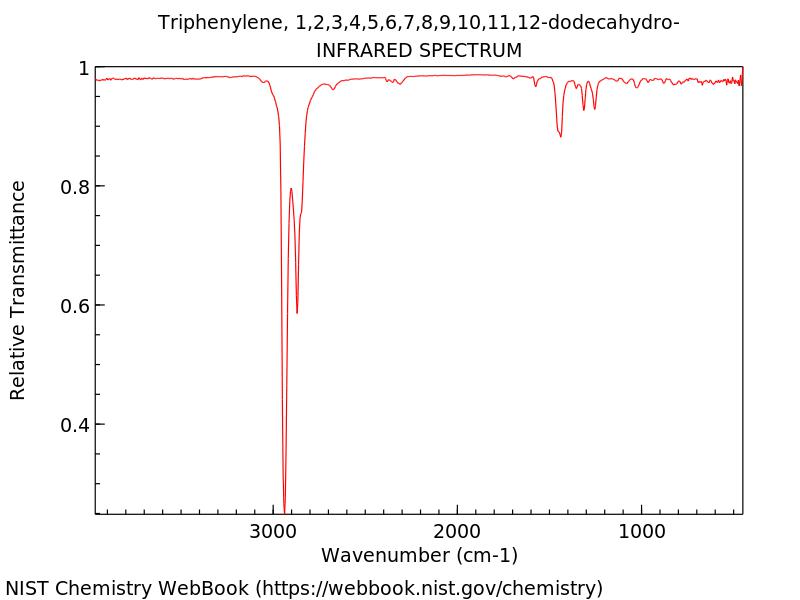 Triphenylene, 1,2,3,4,5,6,7,8,9,10,11,12-dodecahydro-
INFRARED SPECTRUM
1
0.8
0.6
0.4
Relative Transmittance
3000 2000 1000
Wavenumber (cm-1)
NIST Chemistry WebBook (https://webbook.nist.gov/chemistry)